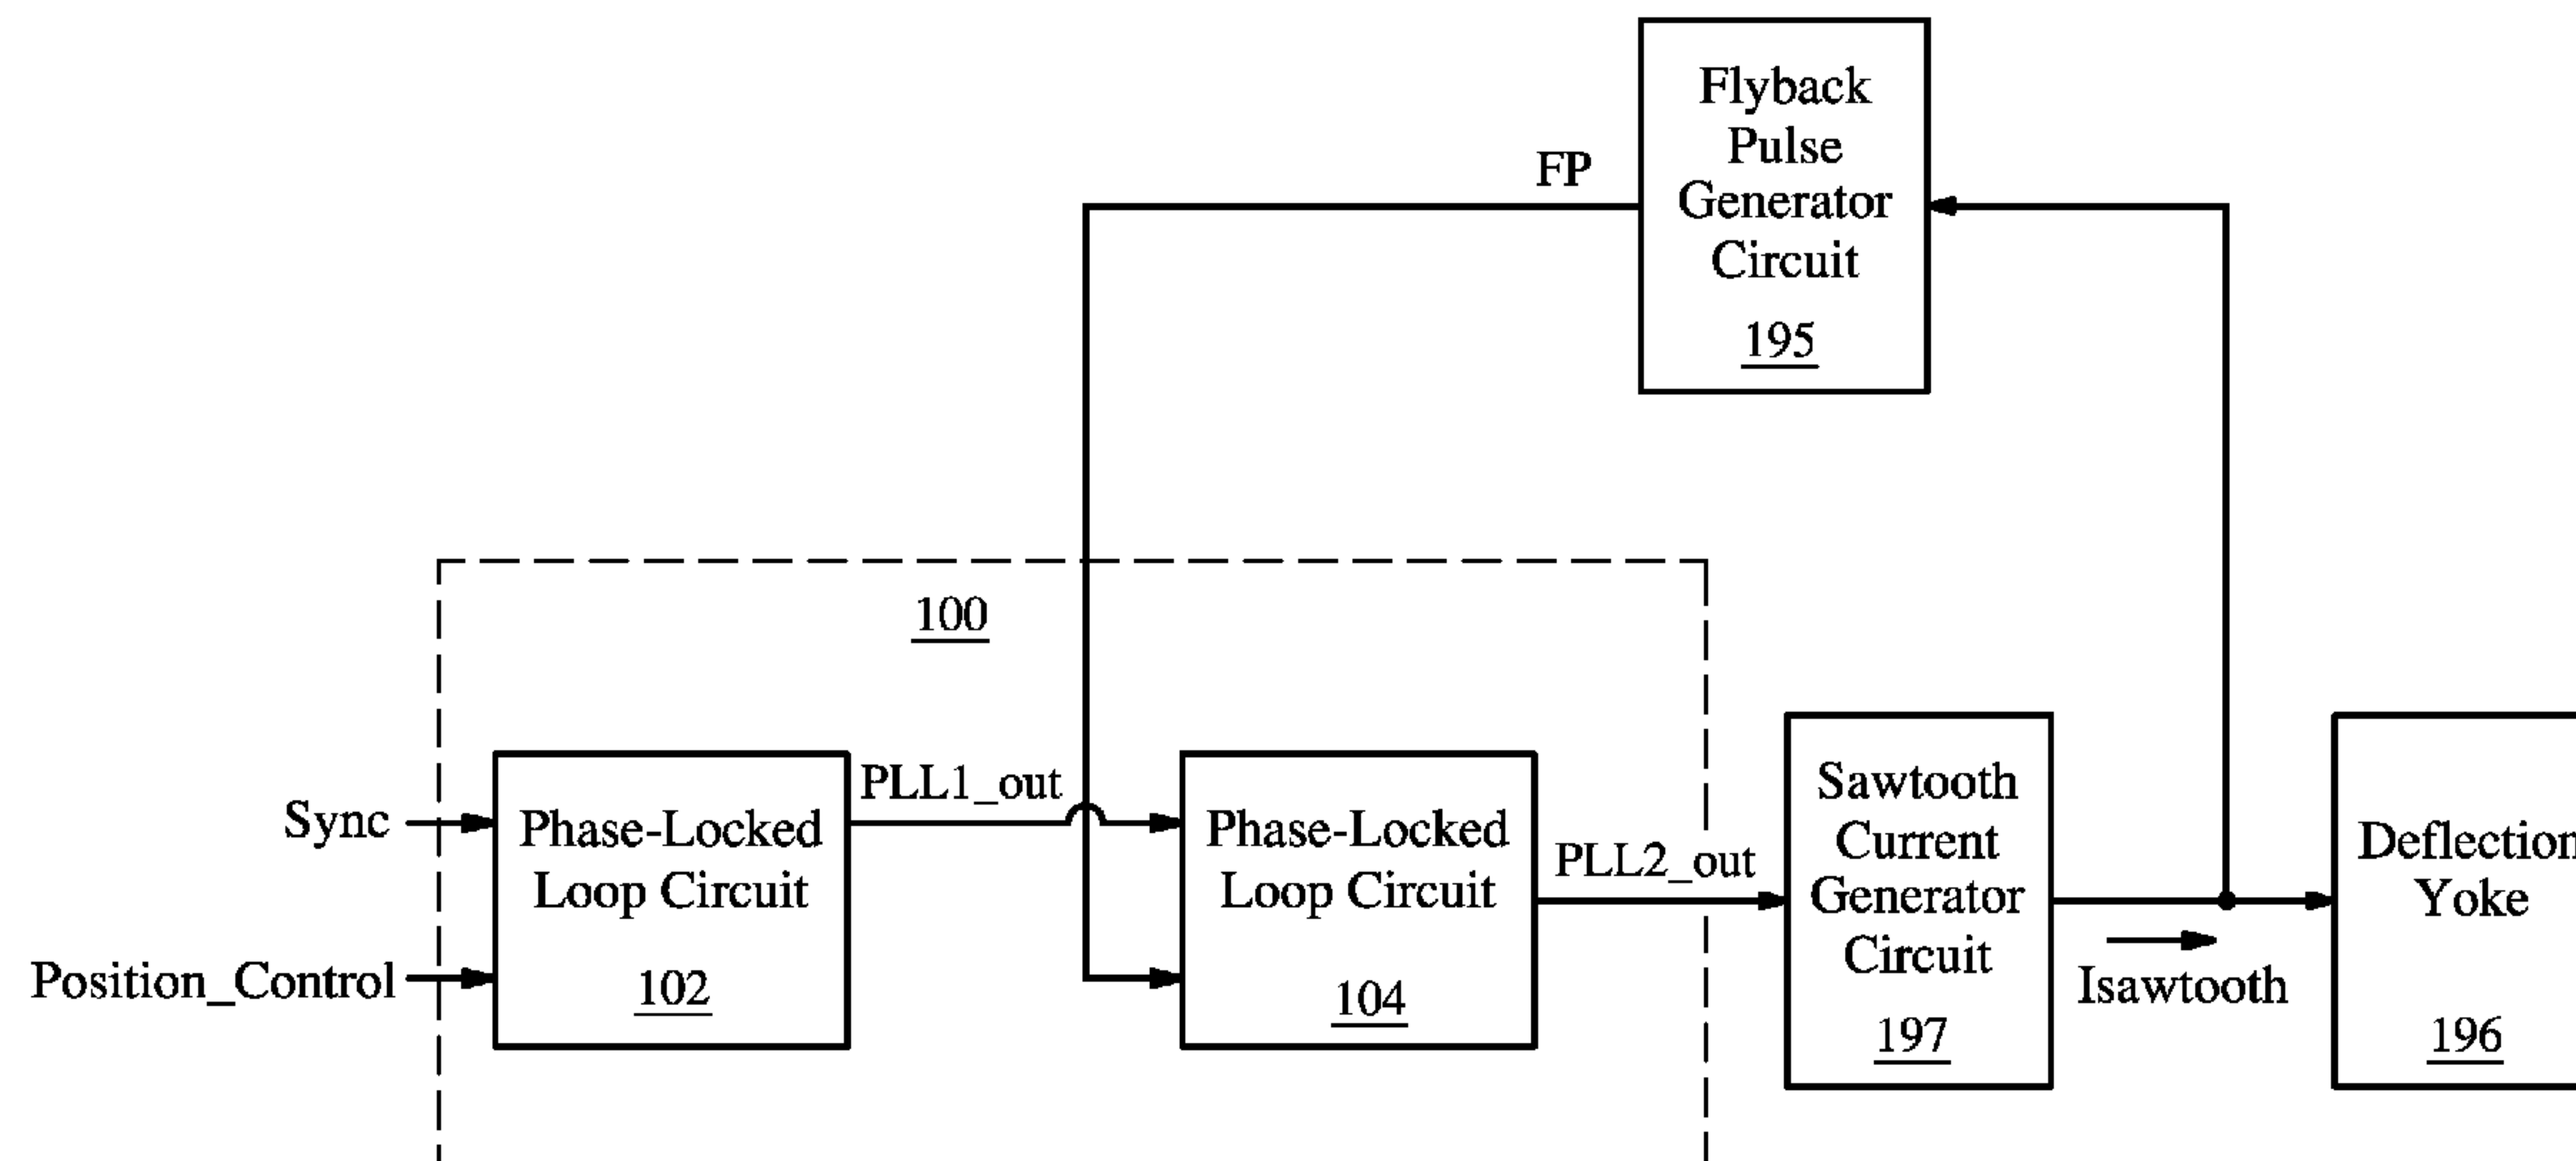 Flyback
Pulse
Generator
Circuit
195
FP
100
Sync
Position_Control
Phase-Locked
Loop Circuit
102
PLL1_out
Phase-Locked
Loop Circuit
104
PLL2_out
Sawtooth
Current
Generator
Circuit
197
Isawtooth
Deflection
Yoke
196